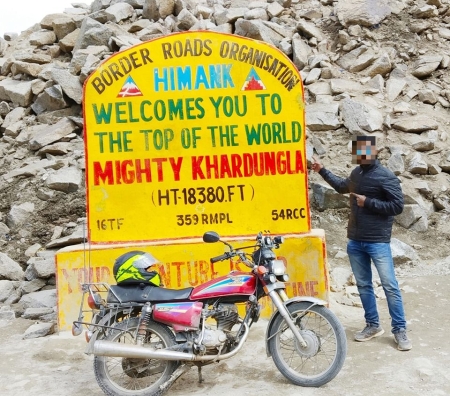 BORDER ROADS ORGANISATION
HIMANK
WELCOMES YOU TO
THE TOP OF THE WORLD
MIGHTY KHARDUNGLA
(HT-18380.FT)
16TF 359 RMPL 54RCC